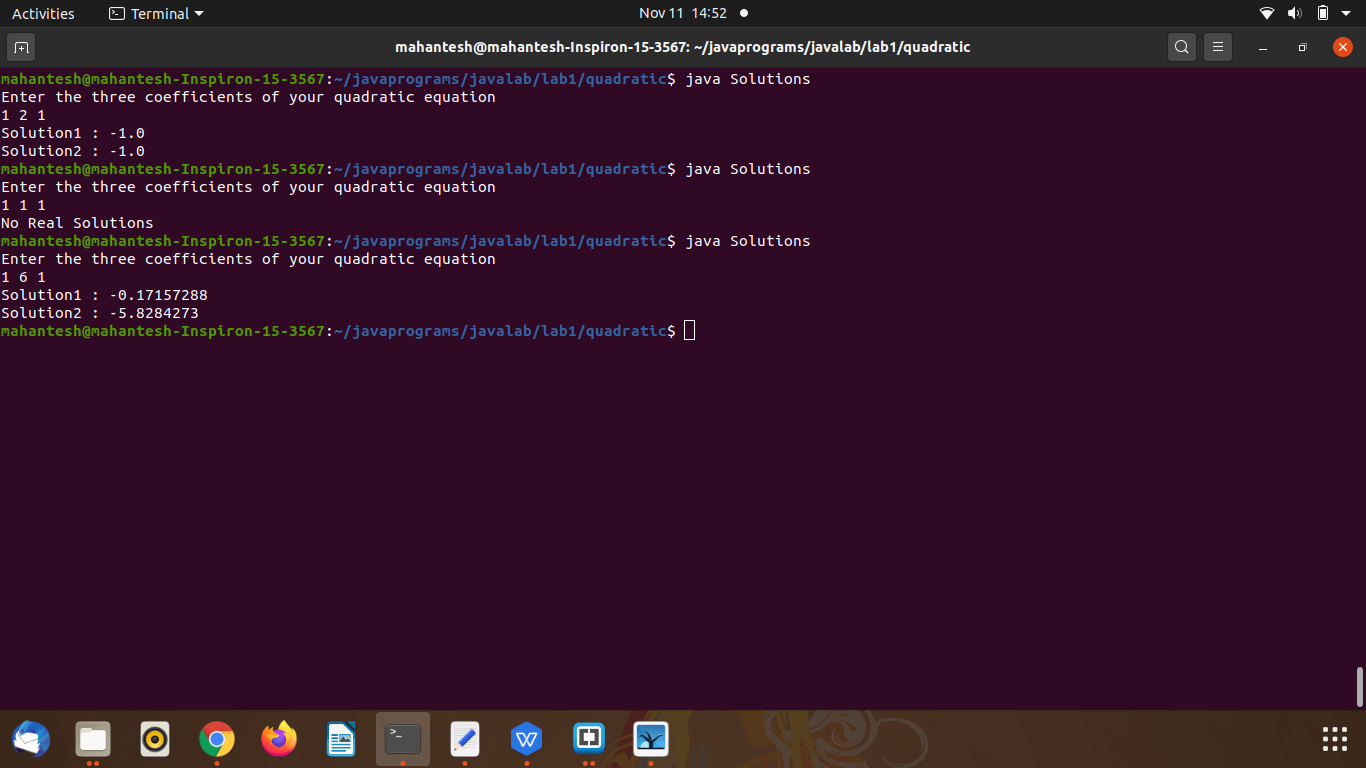 Activities Terminal Nov 11 14:52
mahantesh@mahantesh-Inspiron-15-3567: ~/javaprograms/javalab/lab1/quadratic
mahantesh@mahantesh-Inspiron-15-3567:~/javaprograms/javalab/lab1/quadratic$ java Solutions
Enter the three coefficients of your quadratic equation
1 2 1
Solution1 : -1.0
Solution2 : -1.0
mahantesh@mahantesh-Inspiron-15-3567:~/javaprograms/javalab/lab1/quadratic$ java Solutions
Enter the three coefficients of your quadratic equation
1 1 1
No Real Solutions
mahantesh@mahantesh-Inspiron-15-3567:~/javaprograms/javalab/lab1/quadratic$ java Solutions
Enter the three coefficients of your quadratic equation
1 6 1
Solution1 : -0.17157288
Solution2 : -5.8284273
mahantesh@mahantesh-Inspiron-15-3567:~/javaprograms/javalab/lab1/quadratic$